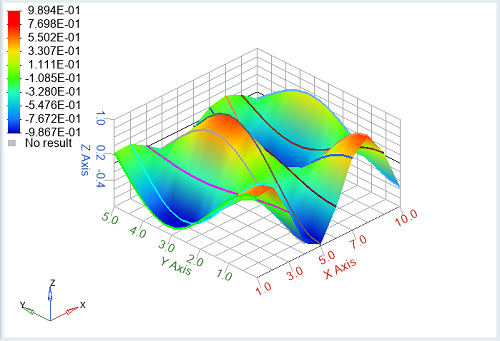 9.894E-01
7.698E-01
5.502E-01
3.307E-01
1.111E-01
-1.085E-01
-3.280E-01
-5.476E-01
-7.672E-01
-9.867E-01
No result
1.0
0.2
-0.4
Z Axis
5.0
4.0
3.0
2.0
1.0
Y Axis
1.0
3.0
5.0
7.0
10.0
X Axis
Z
Y
X